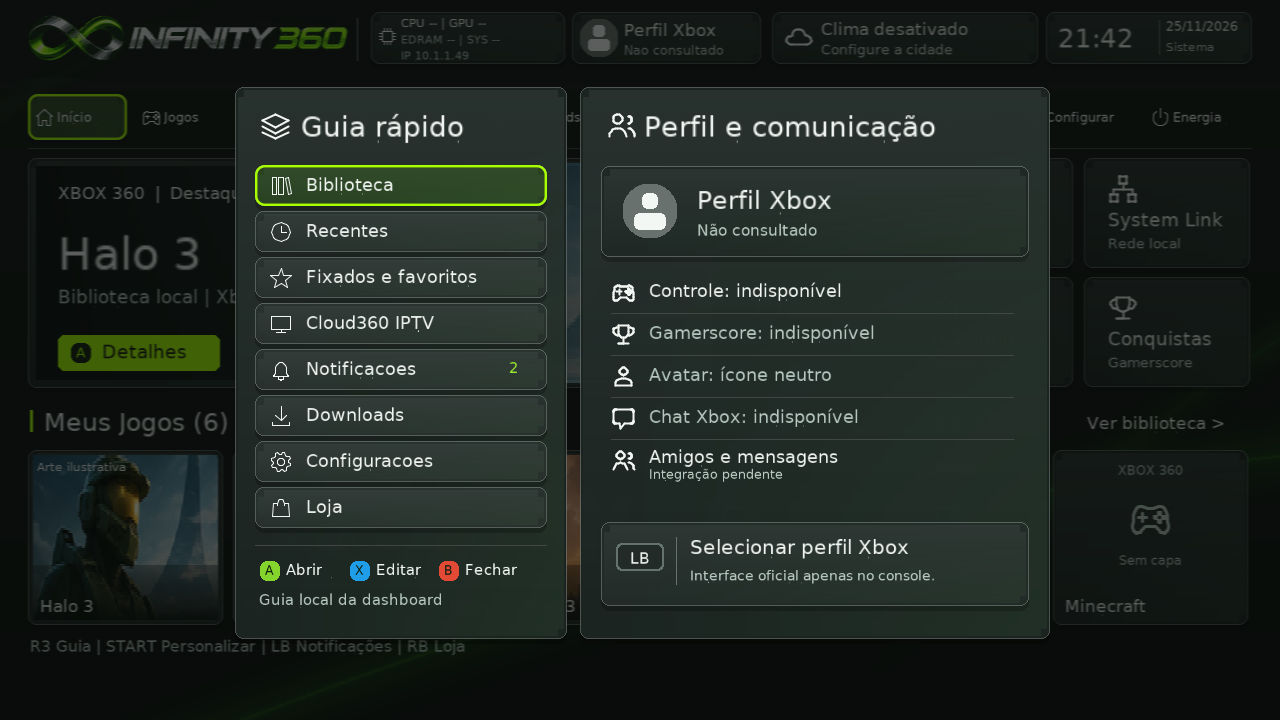 INFINITY360
CPU -- | GPU --
EDRAM -- | SYS --
IP 10.1.1.49
Perfil Xbox
Nao consultado
Clima desativado
Configure a cidade
21:42
25/11/2026
Sistema
Início
Jogos
Configurar
Energia
Guia rápido
Biblioteca
Recentes
Fixados e favoritos
Cloud360 IPTV
Notificacoes 2
Downloads
Configuracoes
Loja
A Abrir X Editar B Fechar
Guia local da dashboard
Perfil e comunicação
Perfil Xbox
Não consultado
Controle: indisponível
Gamerscore: indisponível
Avatar: ícone neutro
Chat Xbox: indisponível
Amigos e mensagens
Integração pendente
LB
Selecionar perfil Xbox
Interface oficial apenas no console.
XBOX 360 | Destaqu
Halo 3
Biblioteca local | Xb
A Detalhes
System Link
Rede local
Conquistas
Gamerscore
Meus Jogos (6)
Ver biblioteca >
Arte ilustrativa
Halo 3
XBOX 360
Sem capa
Minecraft
R3 Guia | START Personalizar | LB Notificações | RB Loja